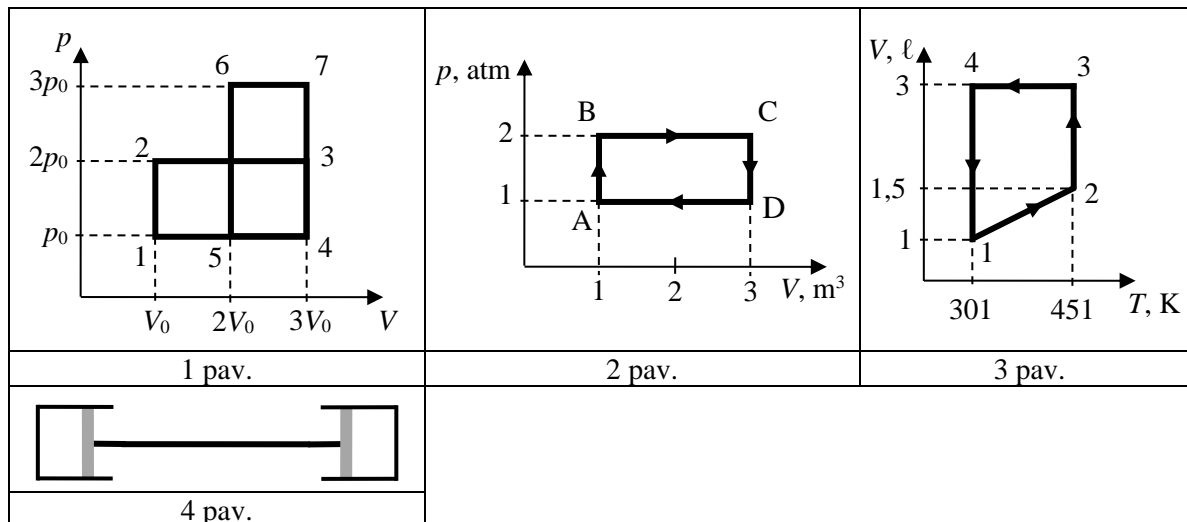 p
3p₀
2p₀
p₀
6
7
2
3
1
5
4
V₀
2V₀
3V₀
V
1 pav.
p, atm
2
1
B
C
A
D
1
2
3
V, m³
2 pav.
V, ℓ
3
1,5
1
4
3
2
1
301
451
T, K
3 pav.
4 pav.